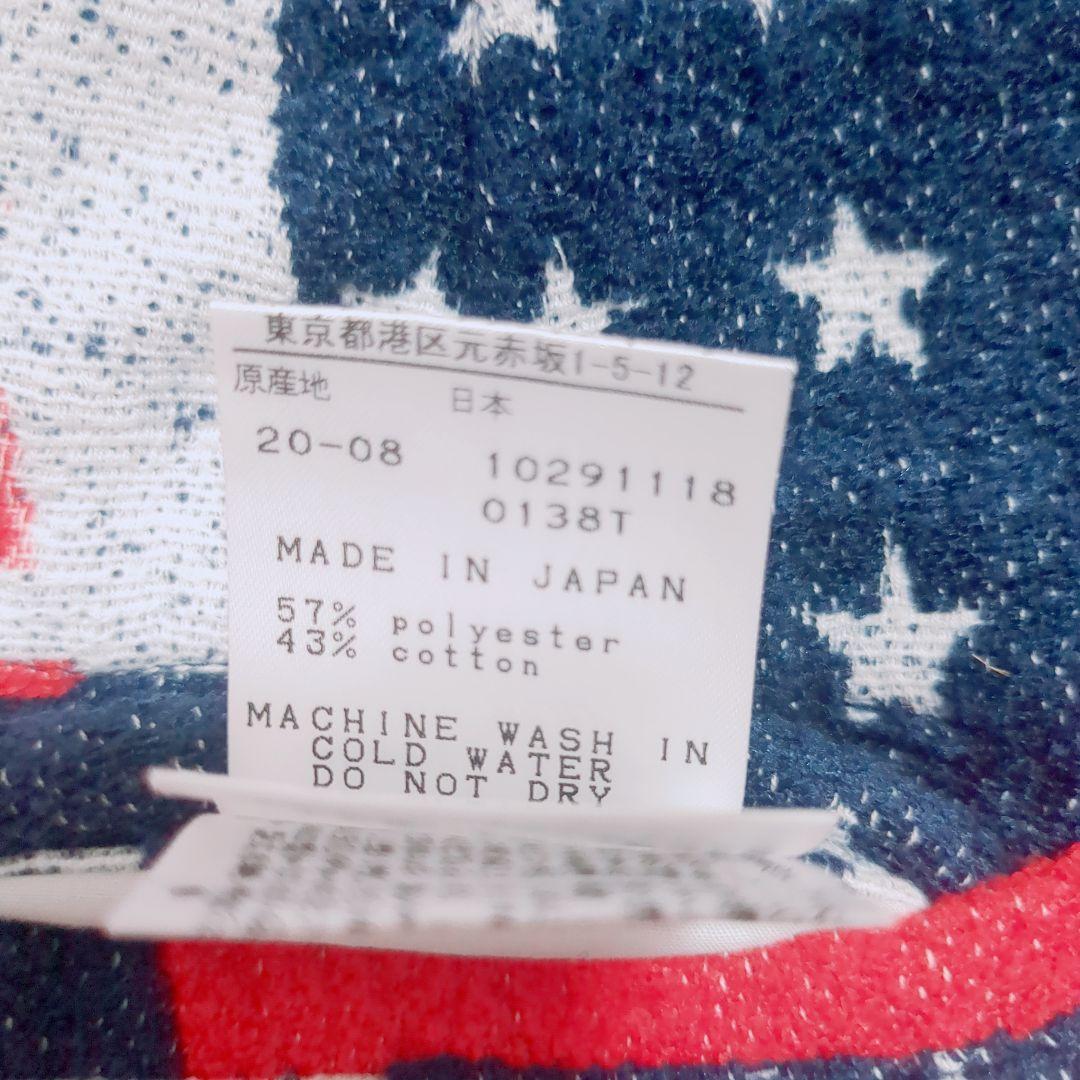 東京都港区元赤坂1-5-12
原産地 日本
20-08 10291118
0138T
MADE IN JAPAN
57% polyester
43% cotton
MACHINE WASH IN
COLD WATER
DO NOT DRY